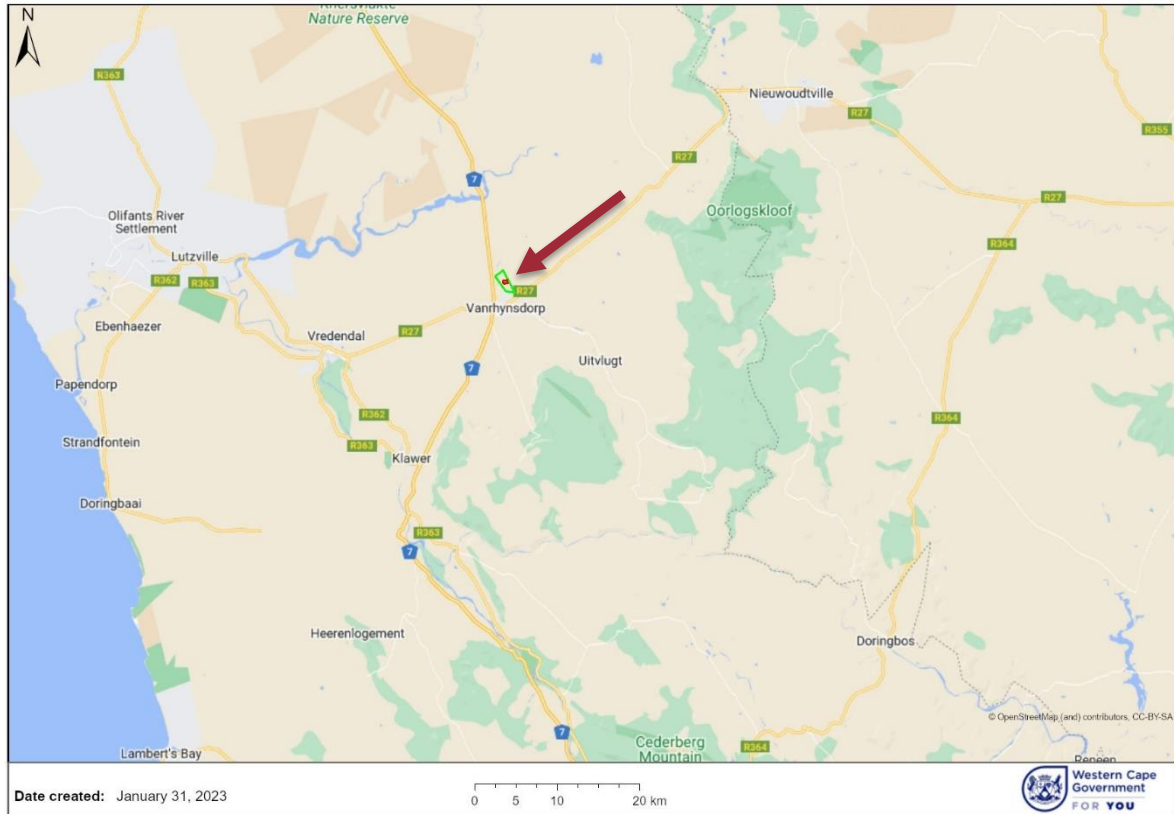 N
Knersvlakte
Nature Reserve
R363
Nieuwoudtville
R27
R355
R27
7
R27
Oorlogskloof
Olifants River
Settlement
R364
Lutzville
R362
R363
R27
Vanrhynsdorp
Ebenhaezer
Vredendal
R27
Uitvlugt
7
Papendorp
R362
R364
Strandfontein
R363
Klawer
Doringbaai
R363
7
Heerenlogement
Doringbos
© OpenStreetMap (and) contributors, CC-BY-SA
7
Cederberg
Mountain
R364
Lambert's Bay
Date created: January 31, 2023
0 5 10 20 km
Western Cape
Government
FOR YOU